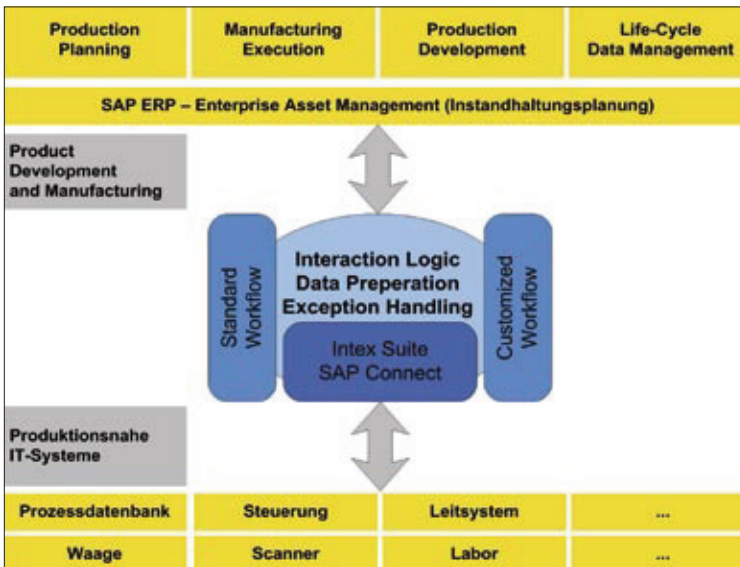 Production
Planning
Manufacturing
Execution
Production
Development
Life-Cycle
Data Management
SAP ERP – Enterprise Asset Management (Instandhaltungsplanung)
Product
Development
and Manufacturing
Standard
Workflow
Interaction Logic
Data Preperation
Exception Handling
Intex Suite
SAP Connect
Customized
Workflow
Produktionsnahe
IT-Systeme
Prozessdatenbank
Steuerung
Leitsystem
...
Waage
Scanner
Labor
...